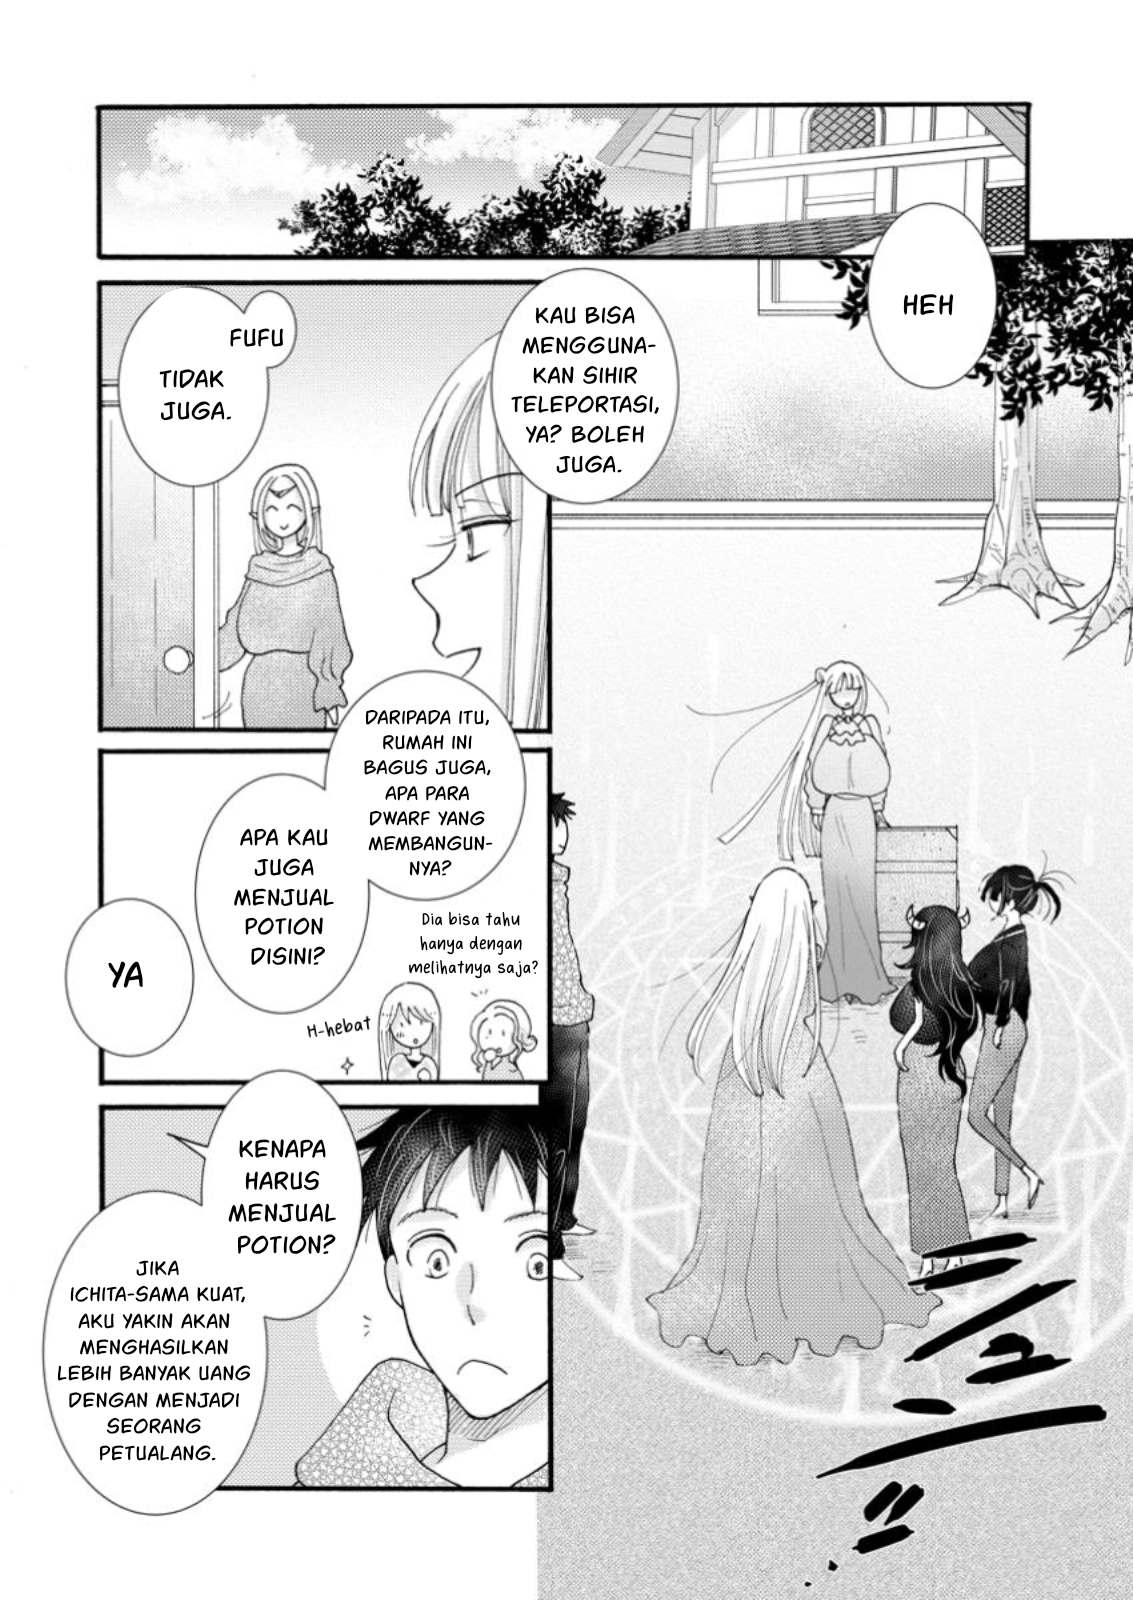 HEH
KAU BISA
MENGGUNA-
KAN SIHIR
TELEPORTASI,
YA? BOLEH
JUGA.
FUFU
TIDAK
JUGA.
DARIPADA ITU,
RUMAH INI
BAGUS JUGA,
APA PARA
DWARF YANG
MEMBANGUN-
NYA?
APA KAU
JUGA
MENJUAL
POTION
DISINI?
Dia bisa tahu
hanya dengan
melihatnya saja?
H-hebat
YA
KENAPA
HARUS
MENJUAL
POTION?
JIKA
ICHITA-SAMA KUAT,
AKU YAKIN AKAN
MENGHASILKAN
LEBIH BANYAK UANG
DENGAN MENJADI
SEORANG
PETUALANG.
シュン…